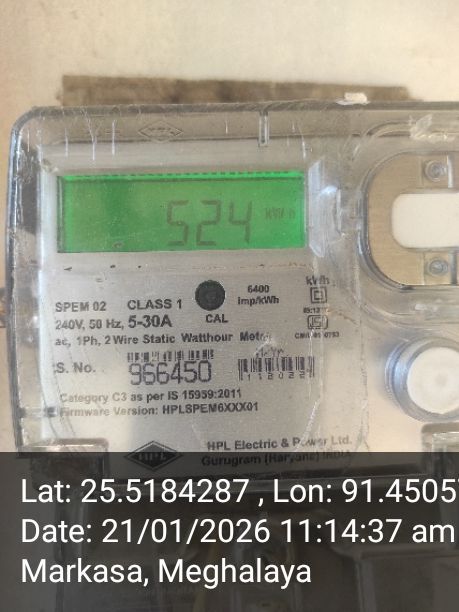 524 kWh
SPEM 02 CLASS 1 CAL 6400 imp/kWh kWh
240V, 50 Hz, 5-30A
ac, 1Ph, 2 Wire Static Watthour Meter
S. No. 966450
Category C3 as per IS 15959:2011
Firmware Version: HPLSPEM6XXX01
HPL
HPL Electric & Power Ltd.
Gurugram (Haryana) INDIA
Lat: 25.5184287 , Lon: 91.4505
Date: 21/01/2026 11:14:37 am
Markasa, Meghalaya